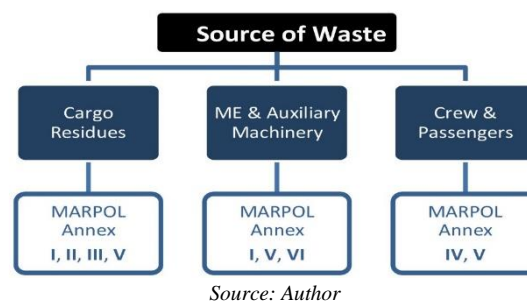 Source of Waste
Cargo
Residues
ME & Auxiliary
Machinery
Crew &
Passengers
MARPOL
Annex
I, II, III, V
MARPOL
Annex
I, V, VI
MARPOL
Annex
IV, V
Source: Author